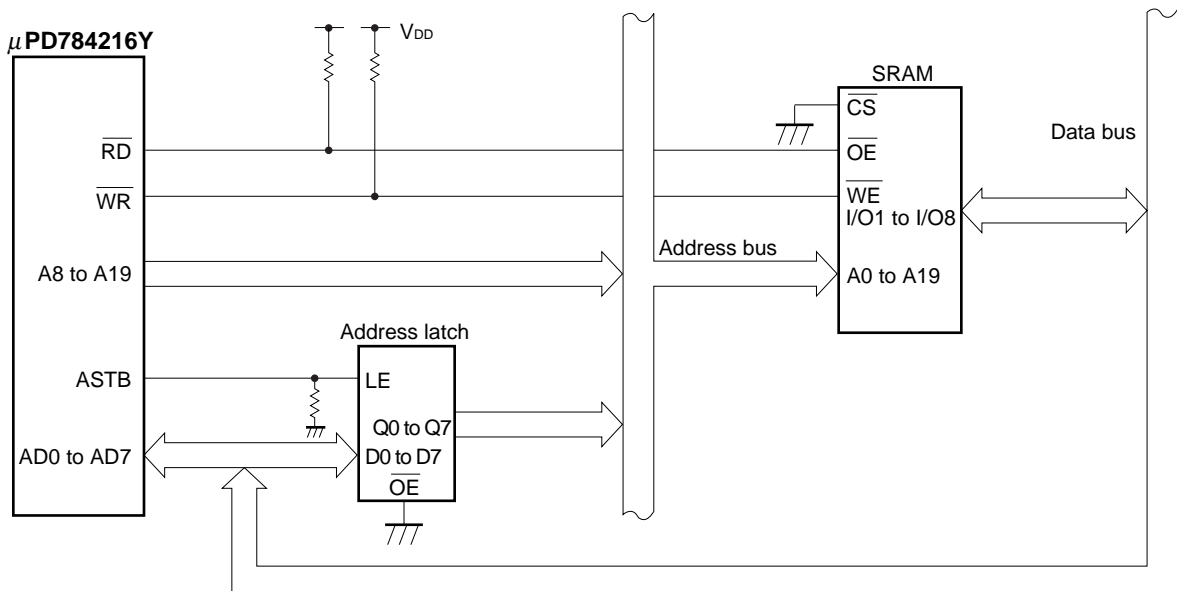 μPD784216Y
VDD
SRAM
CS
Data bus
RD
OE
WR
WE
I/O1 to I/O8
Address bus
A8 to A19
A0 to A19
Address latch
ASTB
LE
Q0 to Q7
AD0 to AD7
D0 to D7
OE